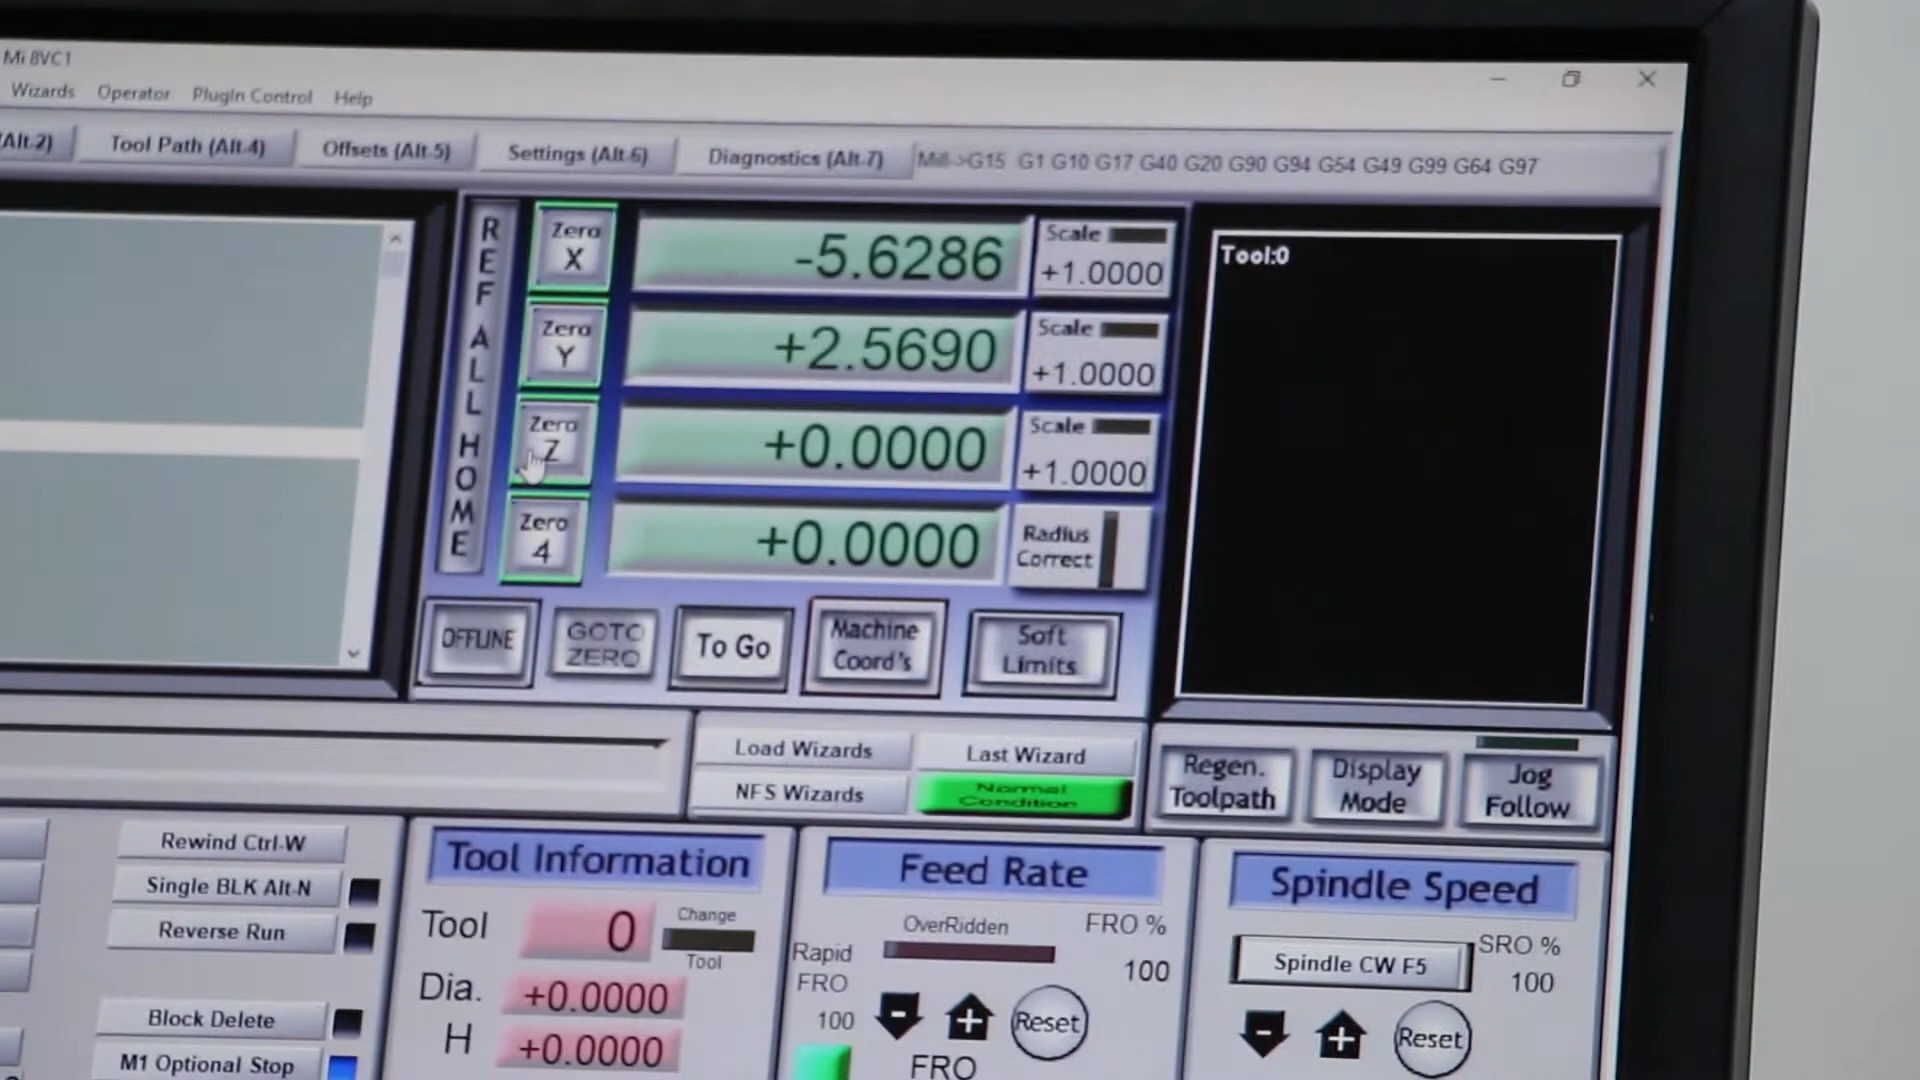 Mi 8VC1
Wizards Operator PlugIn Control Help
(Alt-2) Tool Path (Alt-4) Offsets (Alt-5) Settings (Alt-6) Diagnostics (Alt-7) Mill->G15 G1 G10 G17 G40 G20 G90 G94 G54 G49 G99 G64 G97
REF ALL HOME
Zero X -5.6286 Scale +1.0000
Zero Y +2.5690 Scale +1.0000
Zero Z +0.0000 Scale +1.0000
Zero 4 +0.0000 Radius Correct
Tool:0
OFFLINE GOTO ZERO To Go Machine Coord's Soft Limits
Load Wizards Last Wizard
NFS Wizards Normal Condition
Regen. Toolpath Display Mode Jog Follow
Rewind Ctrl-W
Single BLK Alt-N
Reverse Run
Block Delete
M1 Optional Stop
Tool Information
Tool 0 Change Tool
Dia. +0.0000
H +0.0000
Feed Rate
OverRidden FRO %
Rapid FRO 100
100
Reset
FRO
Spindle Speed
Spindle CW F5 SRO %
100
Reset